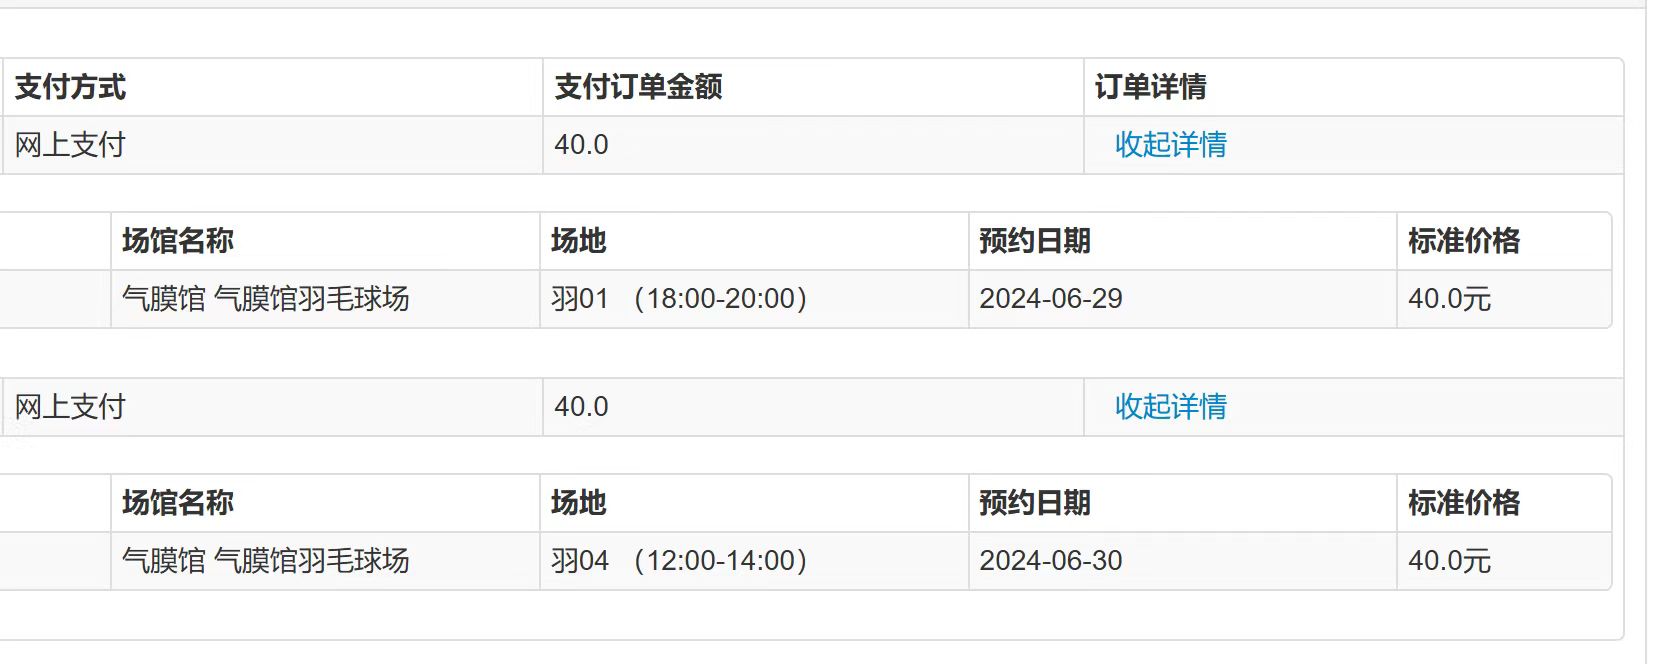 支付方式 支付订单金额 订单详情
网上支付 40.0 收起详情
场馆名称 场地 预约日期 标准价格
气膜馆 气膜馆羽毛球场 羽01 （18:00-20:00） 2024-06-29 40.0元
网上支付 40.0 收起详情
场馆名称 场地 预约日期 标准价格
气膜馆 气膜馆羽毛球场 羽04 （12:00-14:00） 2024-06-30 40.0元